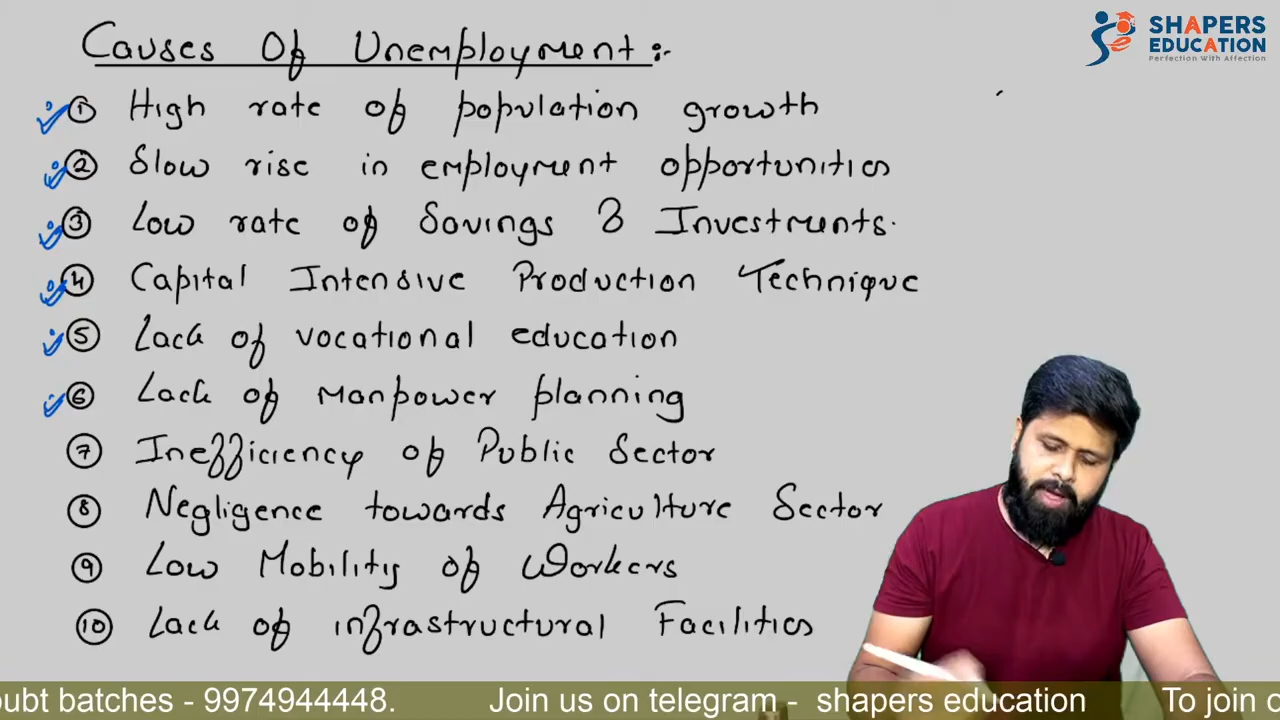 Causes Of Unemployment:-
SHAPERS
EDUCATION
Perfection With Affection
① High rate of population growth
② Slow rise in employment opportunities
③ Low rate of Savings & Investments.
④ Capital Intensive Production Technique
⑤ Lack of vocational education
⑥ Lack of Manpower planning
⑦ Inefficiency of Public Sector
⑧ Negligence towards Agriculture Sector
⑨ Low Mobility of Workers
⑩ Lack of infrastructural Facilities
oubt batches - 9974944448. Join us on telegram - shapers education To join o